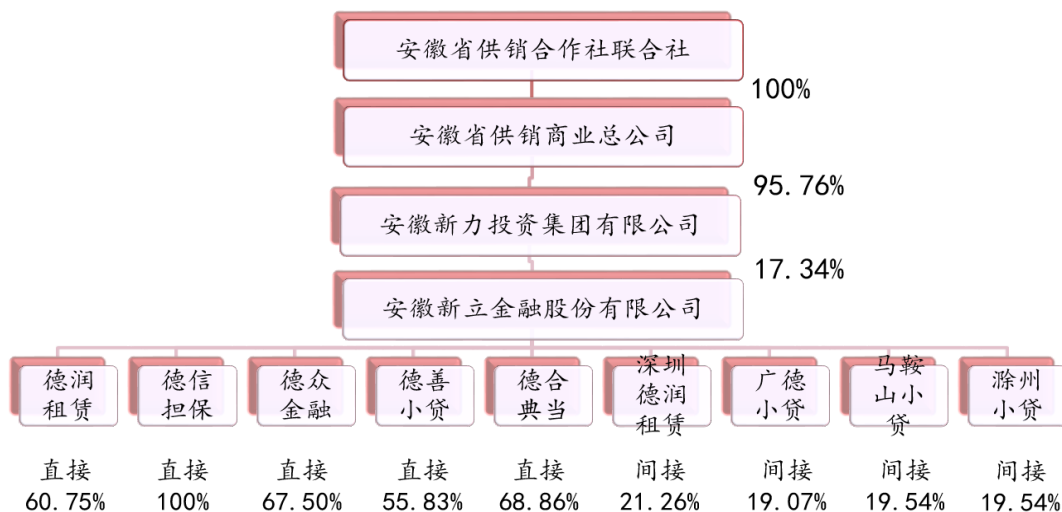 安徽省供销合作社联合社
100%
安徽省供销商业总公司
95.76%
安徽新力投资集团有限公司
17.34%
安徽新立金融股份有限公司
德润
租赁
德信
担保
德众
金融
德善
小贷
德合
典当
深圳
德润
租赁
广德
小贷
马鞍
山小
贷
滁州
小贷
直接
60.75%
直接
100%
直接
67.50%
直接
55.83%
直接
68.86%
间接
21.26%
间接
19.07%
间接
19.54%
间接
19.54%